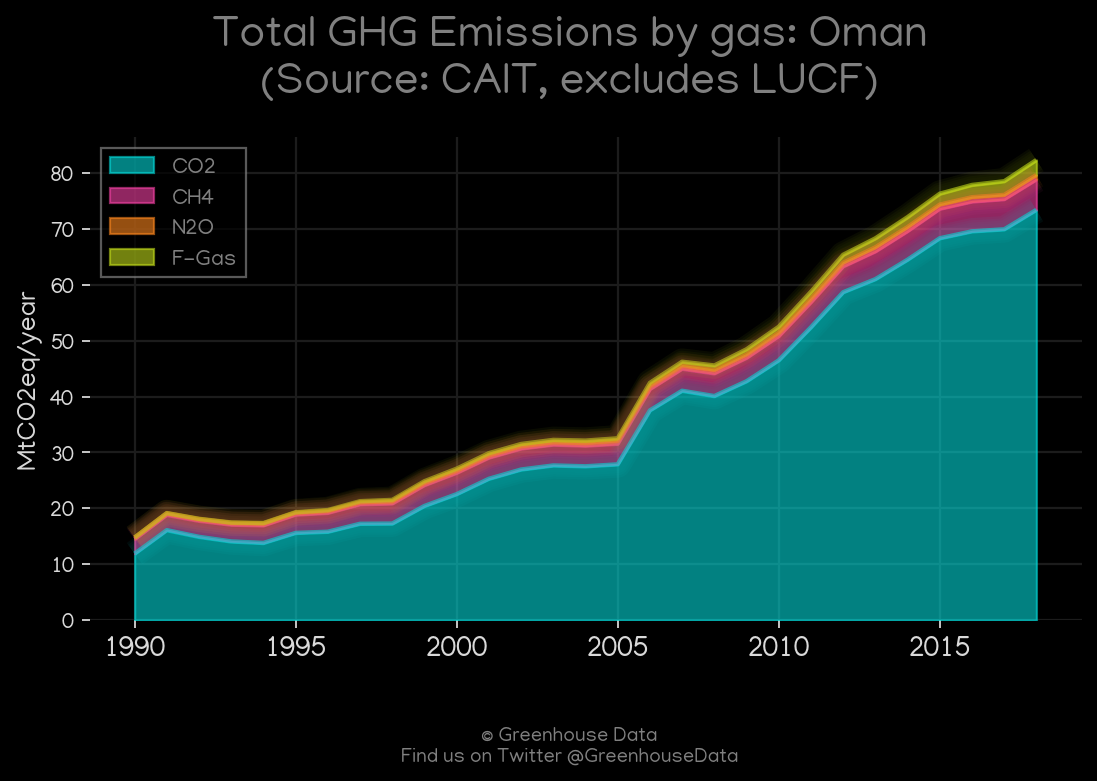 Total GHG Emissions by gas: Oman
(Source: CAIT, excludes LUCF)
CO2
CH4
N2O
F-Gas
MtCO2eq/year
80
70
60
50
40
30
20
10
0
1990 1995 2000 2005 2010 2015
© Greenhouse Data
Find us on Twitter @GreenhouseData